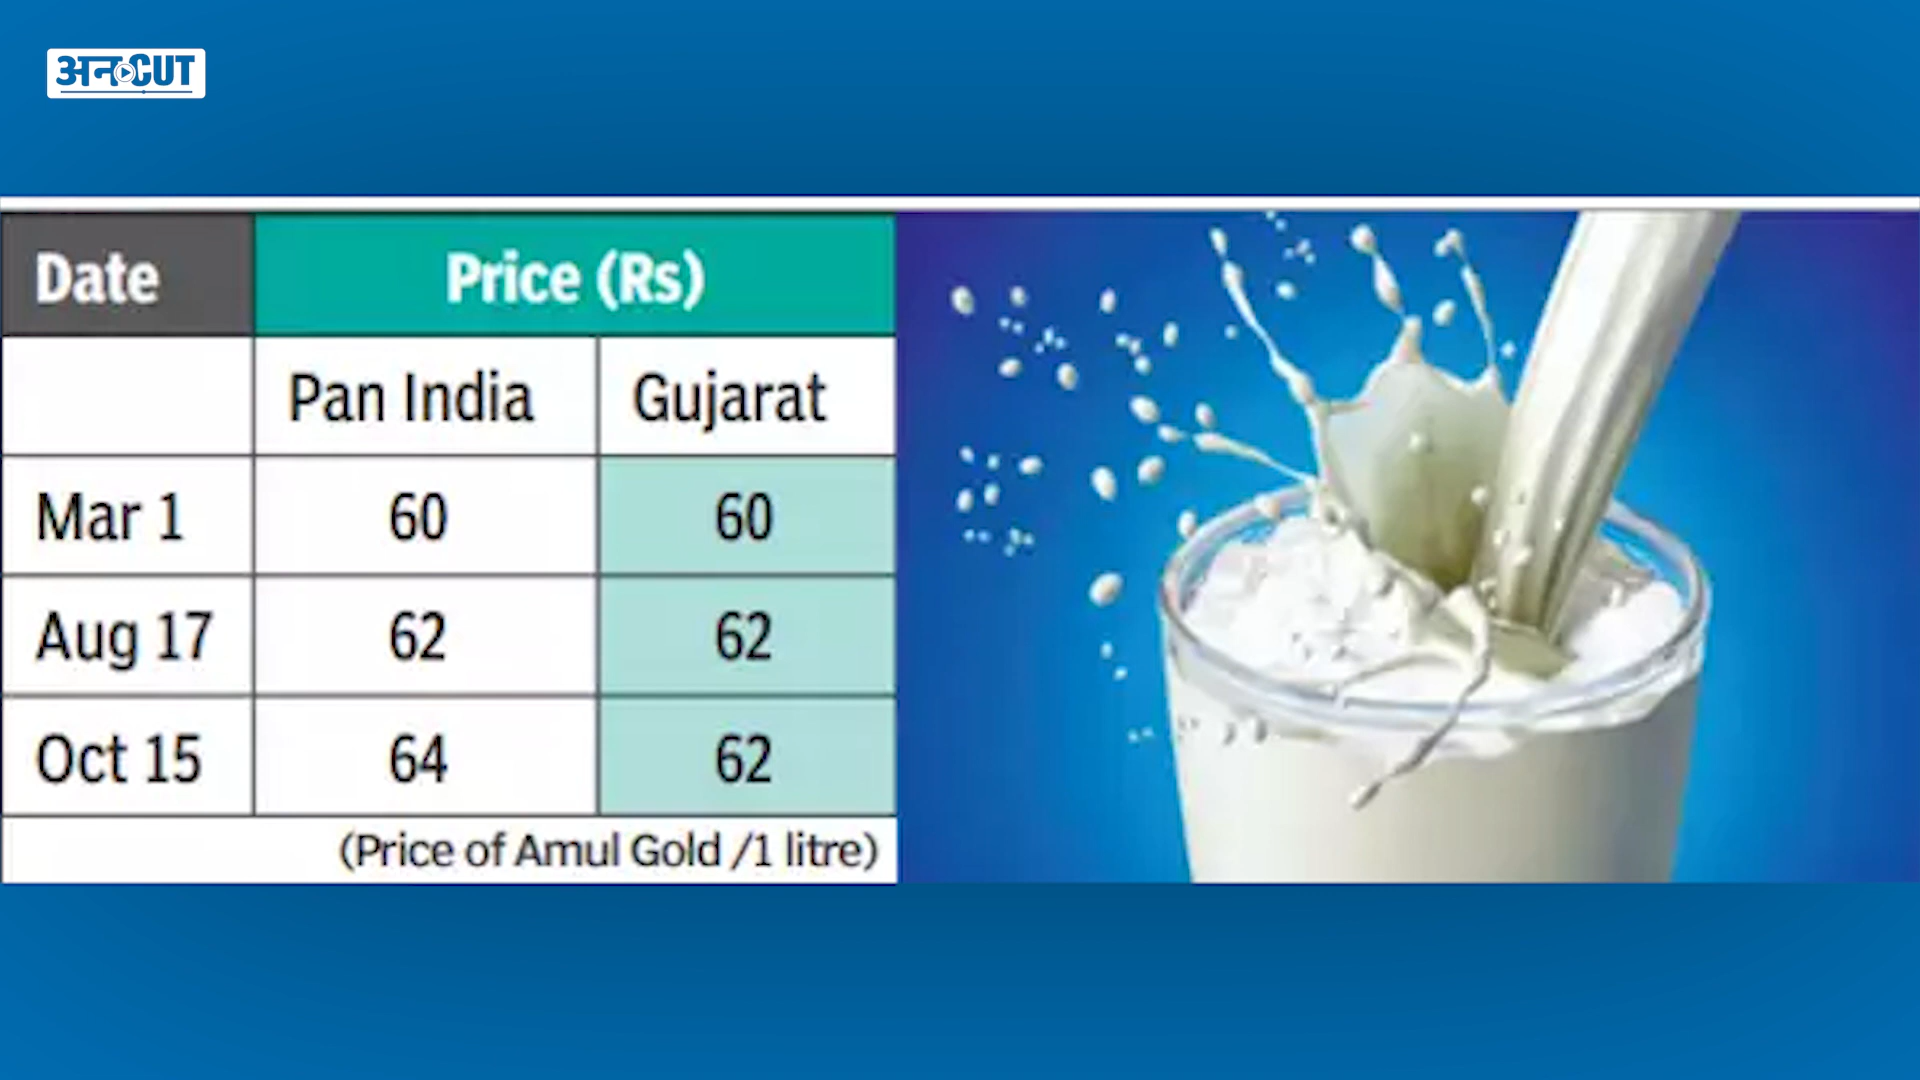 अनCUT
Date Price (Rs)
Pan India Gujarat
Mar 1 60 60
Aug 17 62 62
Oct 15 64 62
(Price of Amul Gold /1 litre)